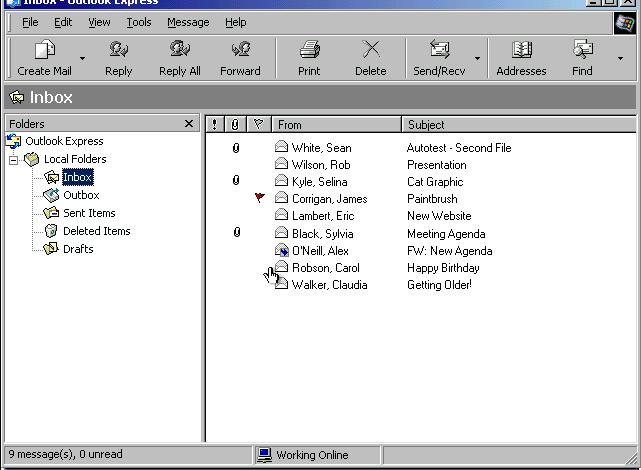 Inbox - Outlook Express
File Edit View Tools Message Help
Create Mail Reply Reply All Forward Print Delete Send/Recv Addresses Find
Inbox
Folders X ! From Subject
Outlook Express
Local Folders
Inbox
Outbox
Sent Items
Deleted Items
Drafts
White, Sean Autotest - Second File
Wilson, Rob Presentation
Kyle, Selina Cat Graphic
Corrigan, James Paintbrush
Lambert, Eric New Website
Black, Sylvia Meeting Agenda
O'Neill, Alex FW: New Agenda
Robson, Carol Happy Birthday
Walker, Claudia Getting Older!
9 message(s), 0 unread Working Online